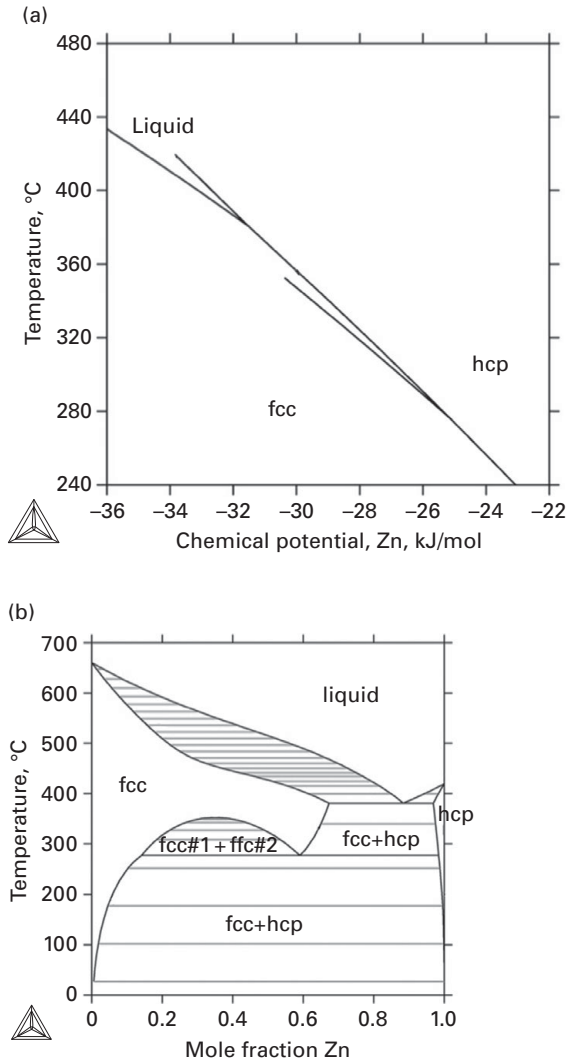 (a)
480
440
400
360
320
280
240
Temperature, °C
Liquid
fcc
hcp
–36 –34 –32 –30 –28 –26 –24 –22
Chemical potential, Zn, kJ/mol
(b)
700
600
500
400
300
200
100
0
Temperature, °C
liquid
fcc
hcp
fcc#1 + ffc#2
fcc+hcp
fcc+hcp
0 0.2 0.4 0.6 0.8 1.0
Mole fraction Zn